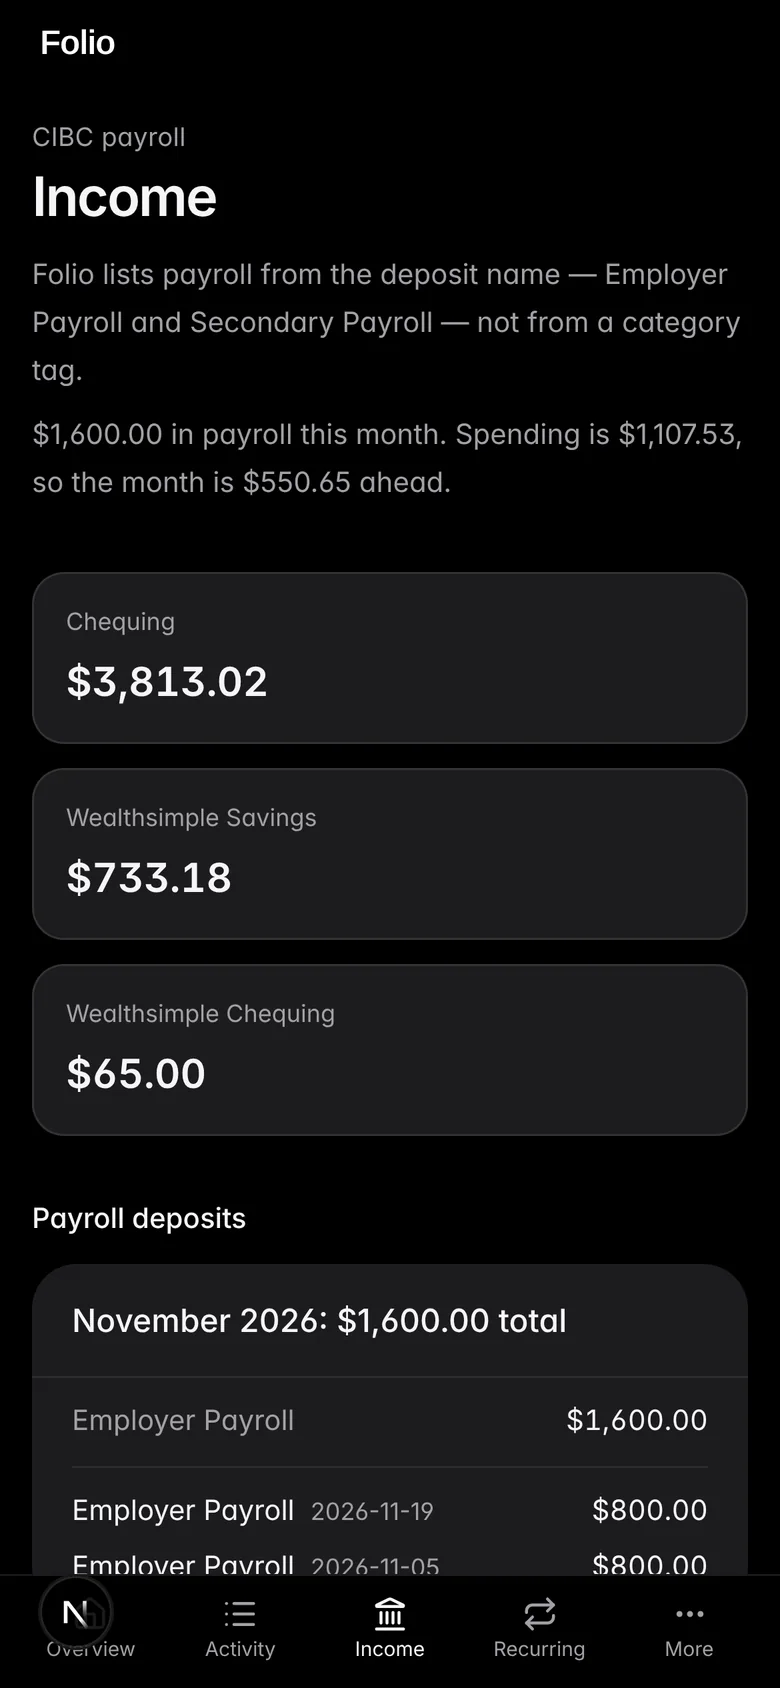 Folio
CIBC payroll
Income
Folio lists payroll from the deposit name — Employer
Payroll and Secondary Payroll — not from a category
tag.
$1,600.00 in payroll this month. Spending is $1,107.53,
so the month is $550.65 ahead.
Chequing
$3,813.02
Wealthsimple Savings
$733.18
Wealthsimple Chequing
$65.00
Payroll deposits
November 2026: $1,600.00 total
Employer Payroll $1,600.00
Employer Payroll 2026-11-19 $800.00
Employer Payroll 2026-11-05 $800.00
N
Overview Activity Income Recurring More